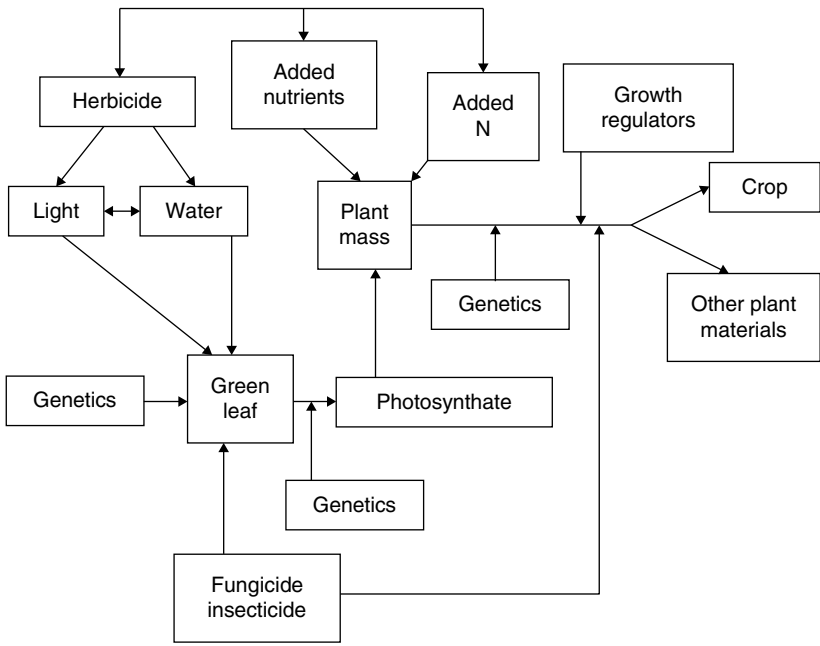 Herbicide
Added
nutrients
Added
N
Growth
regulators
Light
Water
Plant
mass
Crop
Genetics
Other plant
materials
Genetics
Green
leaf
Photosynthate
Genetics
Fungicide
insecticide